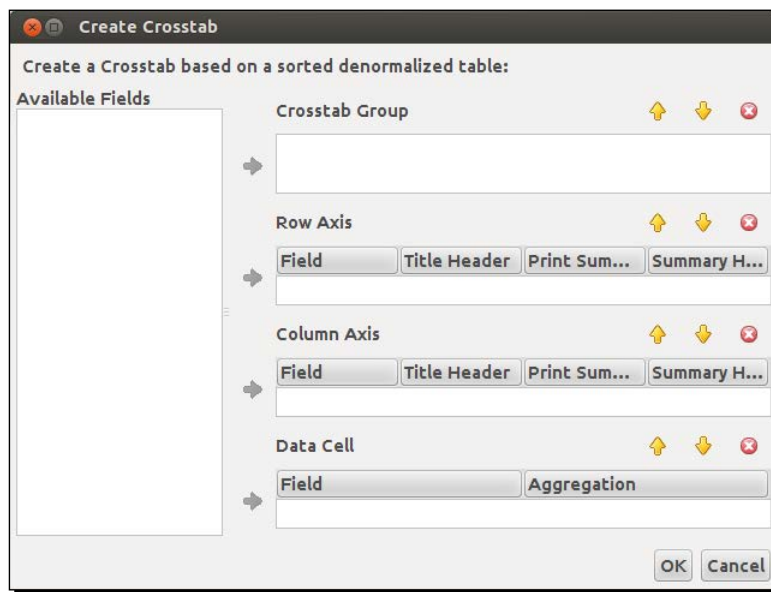 Create Crosstab
Create a Crosstab based on a sorted denormalized table:
Available Fields
Crosstab Group
Row Axis
Field Title Header Print Sum... Summary H...
Column Axis
Field Title Header Print Sum... Summary H...
Data Cell
Field Aggregation
OK Cancel